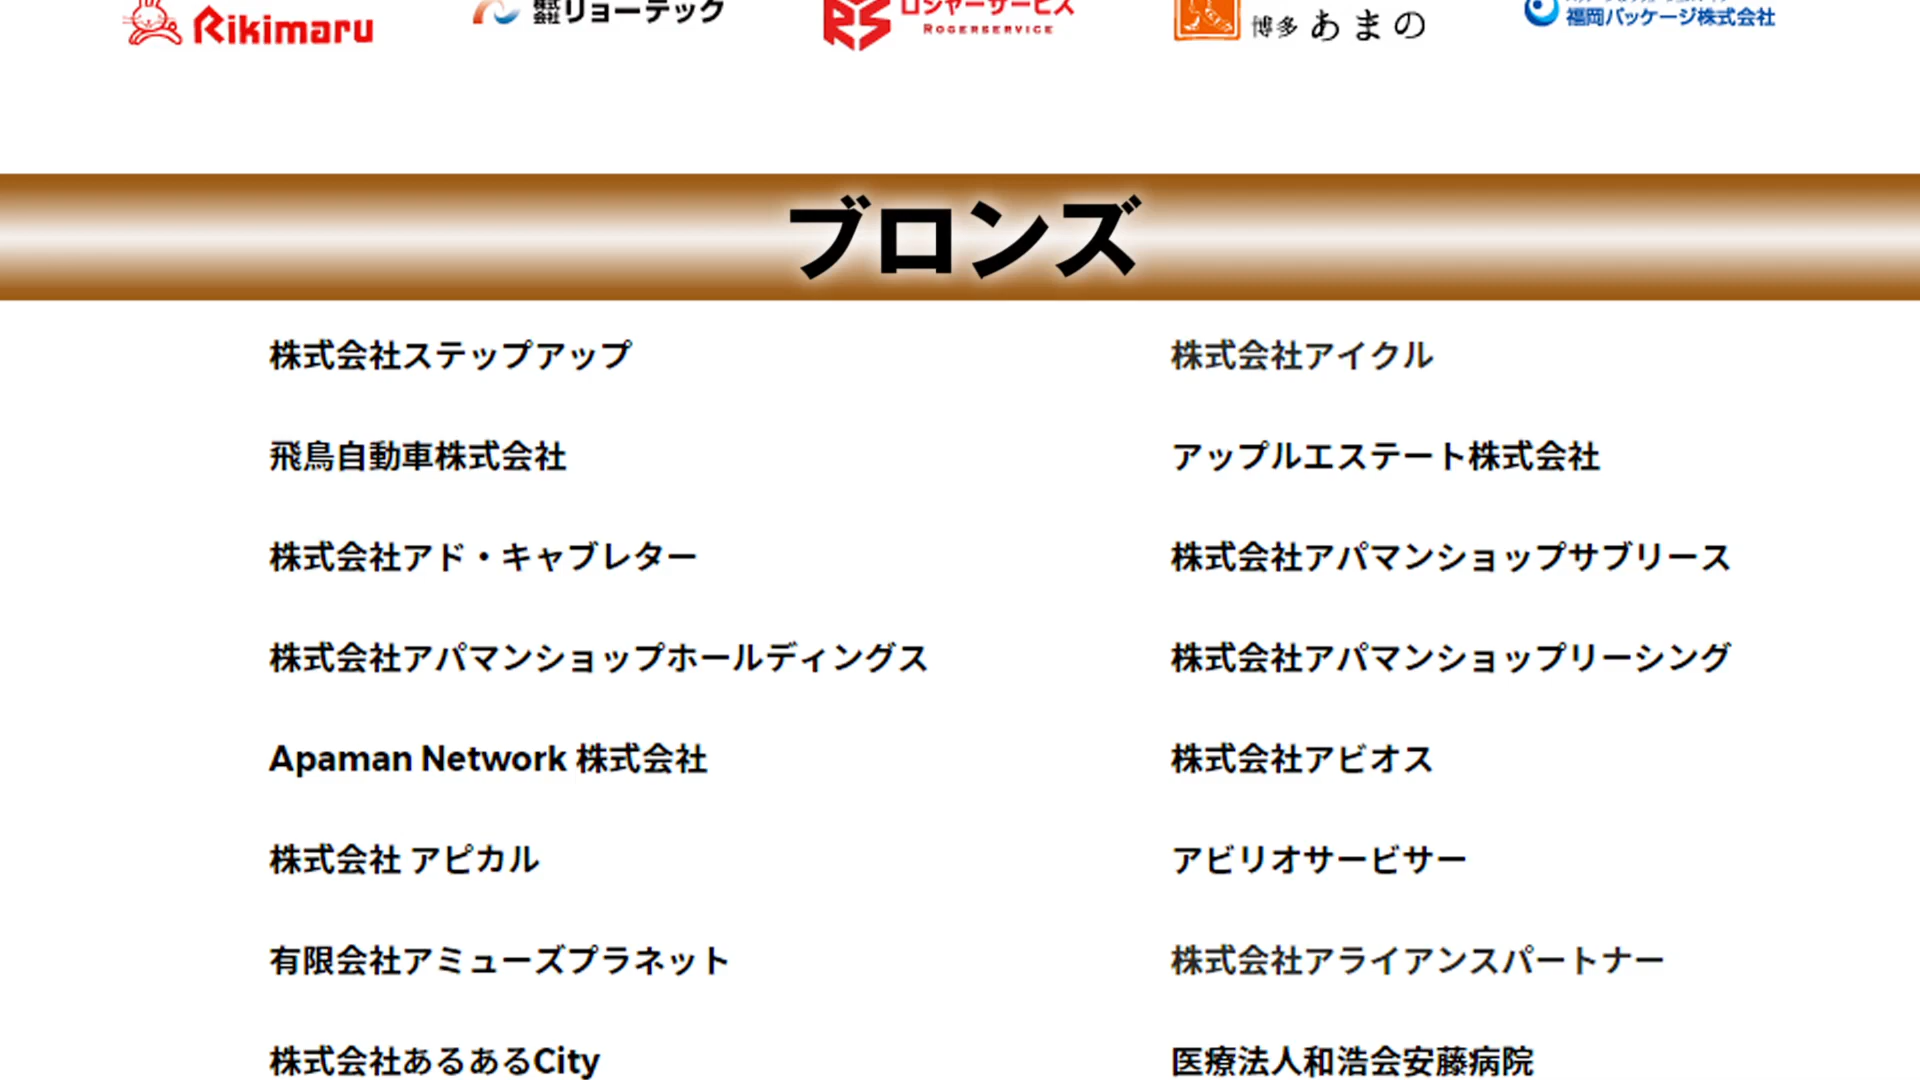 Rikimaru
株式会社リョーテック
ロジャーサービス
ROGERSERVICE
博多 あまの
福岡パッケージ株式会社
ブロンズ
株式会社ステップアップ
株式会社アイクル
飛鳥自動車株式会社
アップルエステート株式会社
株式会社アド・キャブレター
株式会社アパマンショップサブリース
株式会社アパマンショップホールディングス
株式会社アパマンショップリーシング
Apaman Network 株式会社
株式会社アビオス
株式会社 アピカル
アビリオサービサー
有限会社アミューズプラネット
株式会社アライアンスパートナー
株式会社あるあるCity
医療法人和浩会安藤病院